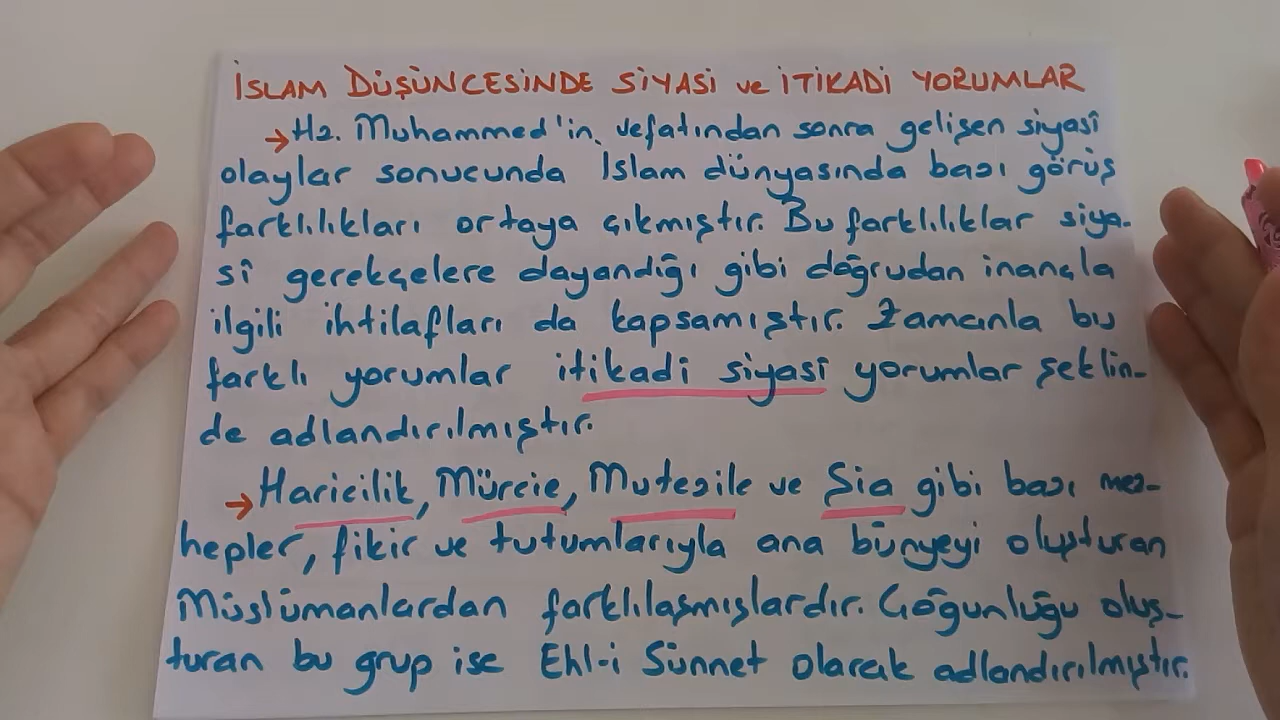 İSLAM DÜŞÜNCESİNDE SİYASİ ve İTİKADİ YORUMLAR
→ Hz. Muhammed'in vefatından sonra gelişen siyasî
olaylar sonucunda İslam dünyasında bazı görüş
farklılıkları ortaya çıkmıştır. Bu farklılıklar siya-
sî gerekçelere dayandığı gibi doğrudan inançla
ilgili ihtilafları da kapsamıştır. Zamanla bu
farklı yorumlar itikadi siyasî yorumlar şeklin-
de adlandırılmıştır.
→ Haricilik, Mürcie, Mutezile ve Şia gibi bazı mez-
hepler, fikir ve tutumlarıyla ana bünyeyi oluşturan
Müslümanlardan farklılaşmışlardır. Çoğunluğu oluş-
turan bu grup ise Ehl-i Sünnet olarak adlandırılmıştır.